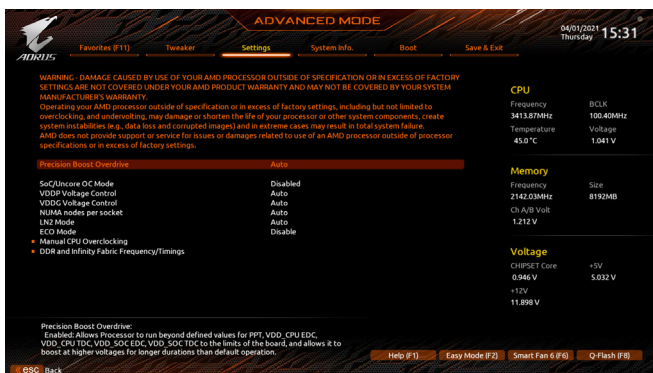 ADVANCED MODE
04/01/2021 Thursday 15:31
AORUS
Favorites (F11) Tweaker Settings System Info. Boot Save & Exit
WARNING - DAMAGE CAUSED BY USE OF YOUR AMD PROCESSOR OUTSIDE OF SPECIFICATION OR IN EXCESS OF FACTORY
SETTINGS ARE NOT COVERED UNDER YOUR AMD PRODUCT WARRANTY AND MAY NOT BE COVERED BY YOUR SYSTEM
MANUFACTURER'S WARRANTY.
Operating your AMD processor outside of specification or in excess of factory settings, including but not limited to
overclocking, and undervolting, may damage or shorten the life of your processor or other system components, create
system instabilities (e.g., data loss and corrupted images) and in extreme cases may result in total system failure.
AMD does not provide support or service for issues or damages related to use of an AMD processor outside of processor
specifications or in excess of factory settings.
Precision Boost Overdrive Auto
SoC/Uncore OC Mode Disabled
VDDP Voltage Control Auto
VDDG Voltage Control Auto
NUMA nodes per socket Auto
LN2 Mode Auto
ECO Mode Disable
Manual CPU Overclocking
DDR and Infinity Fabric Frequency/Timings
CPU
Frequency BCLK
3413.87MHz 100.40MHz
Temperature Voltage
45.0 °C 1.041 V
Memory
Frequency Size
2142.03MHz 8192MB
Ch A/B Volt
1.212 V
Voltage
CHIPSET Core +5V
0.946 V 5.032 V
+12V
11.898 V
Precision Boost Overdrive:
Enabled: Allows Processor to run beyond defined values for PPT, VDD_CPU EDC,
VDD_CPU TDC, VDD_SOC EDC, VDD_SOC TDC to the limits of the board, and allows it to
boost at higher voltages for longer durations than default operation.
Help (F1) Easy Mode (F2) Smart Fan 6 (F6) Q-Flash (F8)
esc Back